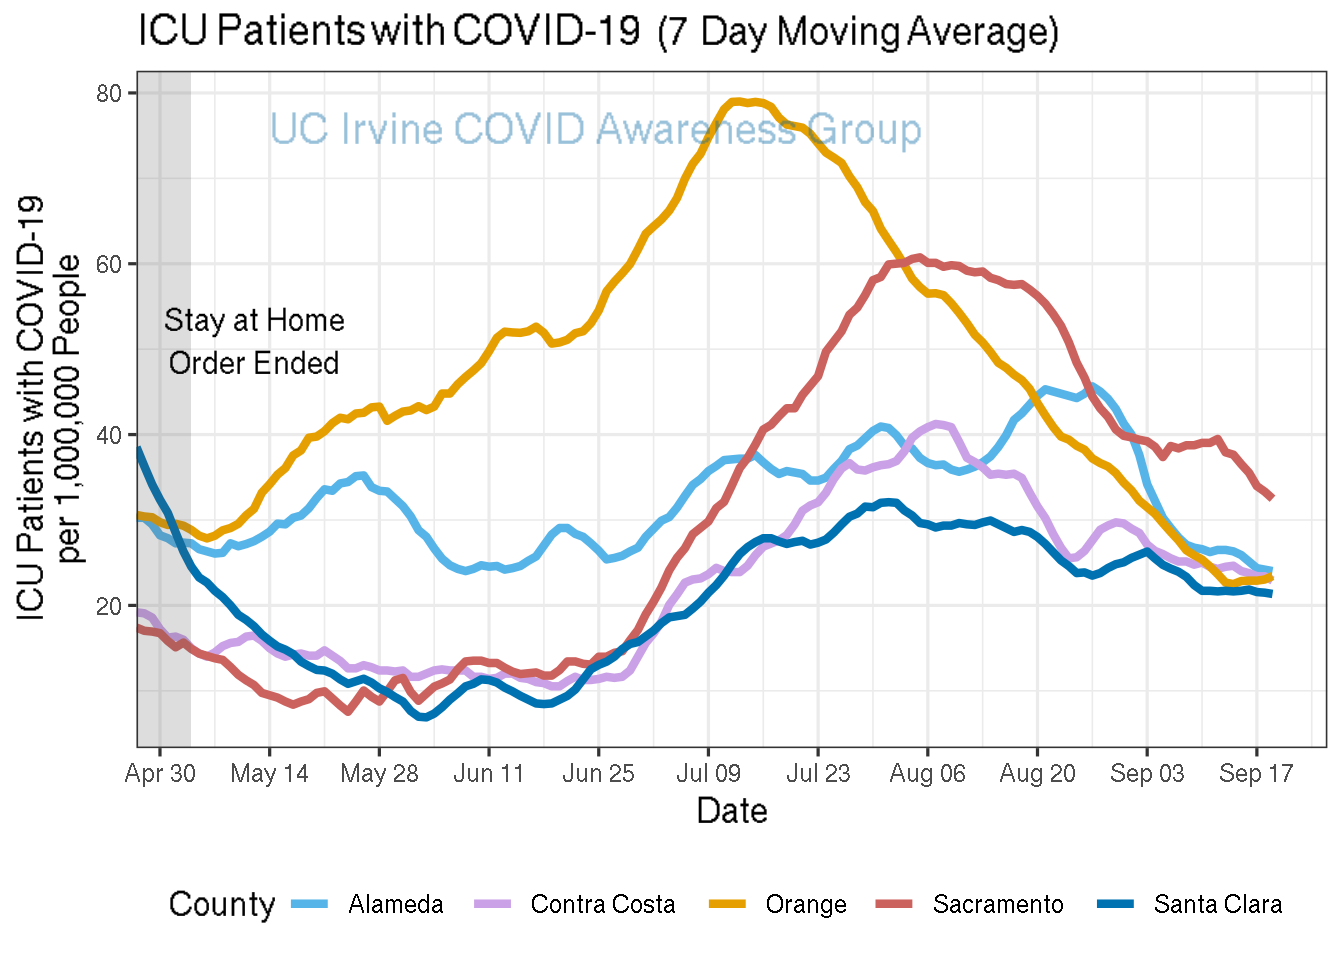 ICU Patients with COVID-19 (7 Day Moving Average)
UC Irvine COVID Awareness Group
Stay at Home
Order Ended
ICU Patients with COVID-19
per 1,000,000 People
80
60
40
20
Apr 30 May 14 May 28 Jun 11 Jun 25 Jul 09 Jul 23 Aug 06 Aug 20 Sep 03 Sep 17
Date
County Alameda Contra Costa Orange Sacramento Santa Clara